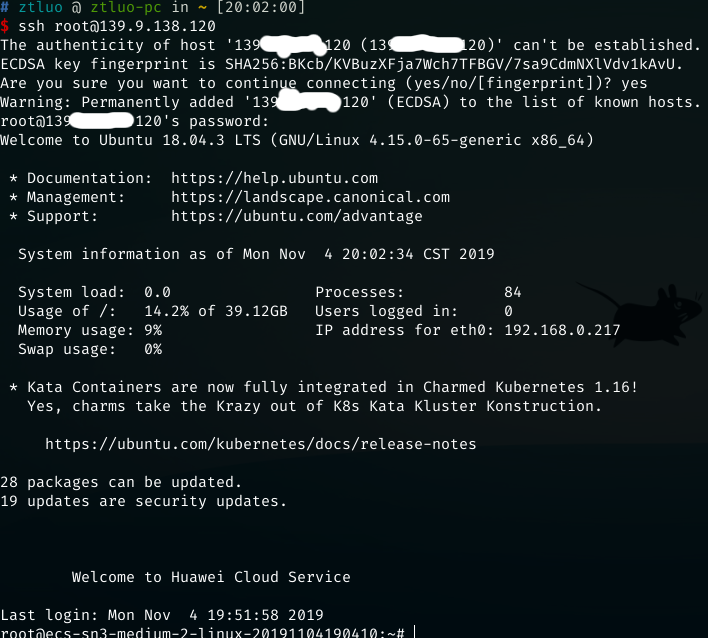 # ztluo @ ztluo-pc in ~ [20:02:00]
$ ssh root@139.9.138.120
The authenticity of host '139 120 (139 120)' can't be established.
ECDSA key fingerprint is SHA256:BKcb/KVBuzXFja7Wch7TFBGV/7sa9CdmNXlVdv1kAvU.
Are you sure you want to continue connecting (yes/no/[fingerprint])? yes
Warning: Permanently added '139 120' (ECDSA) to the list of known hosts.
root@139 120's password:
Welcome to Ubuntu 18.04.3 LTS (GNU/Linux 4.15.0-65-generic x86_64)
* Documentation:  https://help.ubuntu.com
* Management:     https://landscape.canonical.com
* Support:        https://ubuntu.com/advantage
System information as of Mon Nov  4 20:02:34 CST 2019
System load:  0.0                Processes:           84
Usage of /:   14.2% of 39.12GB   Users logged in:     0
Memory usage: 9%                 IP address for eth0: 192.168.0.217
Swap usage:   0%
* Kata Containers are now fully integrated in Charmed Kubernetes 1.16!
Yes, charms take the Krazy out of K8s Kata Kluster Konstruction.
https://ubuntu.com/kubernetes/docs/release-notes
28 packages can be updated.
19 updates are security updates.
Welcome to Huawei Cloud Service
Last login: Mon Nov  4 19:51:58 2019
root@ecs-sn3-medium-2-linux-20191104190410:~#